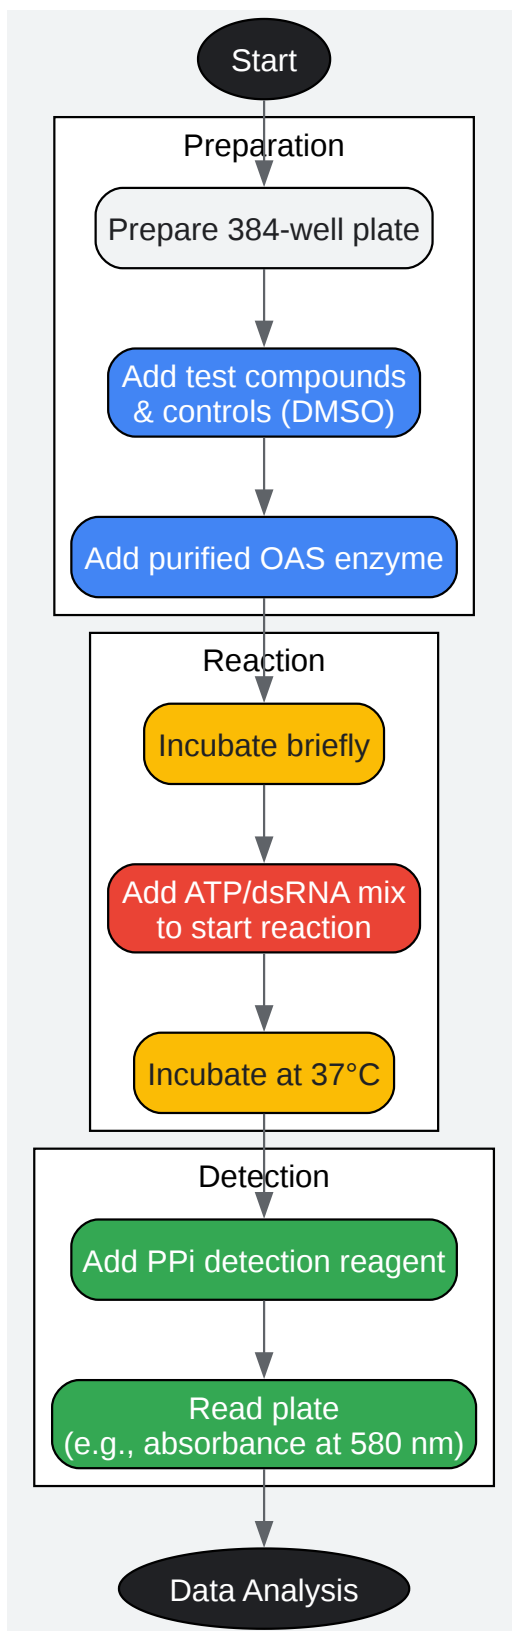 Start
Preparation
Prepare 384-well plate
Add test compounds
& controls (DMSO)
Add purified OAS enzyme
Reaction
Incubate briefly
Add ATP/dsRNA mix
to start reaction
Incubate at 37°C
Detection
Add PPi detection reagent
Read plate
(e.g., absorbance at 580 nm)
Data Analysis